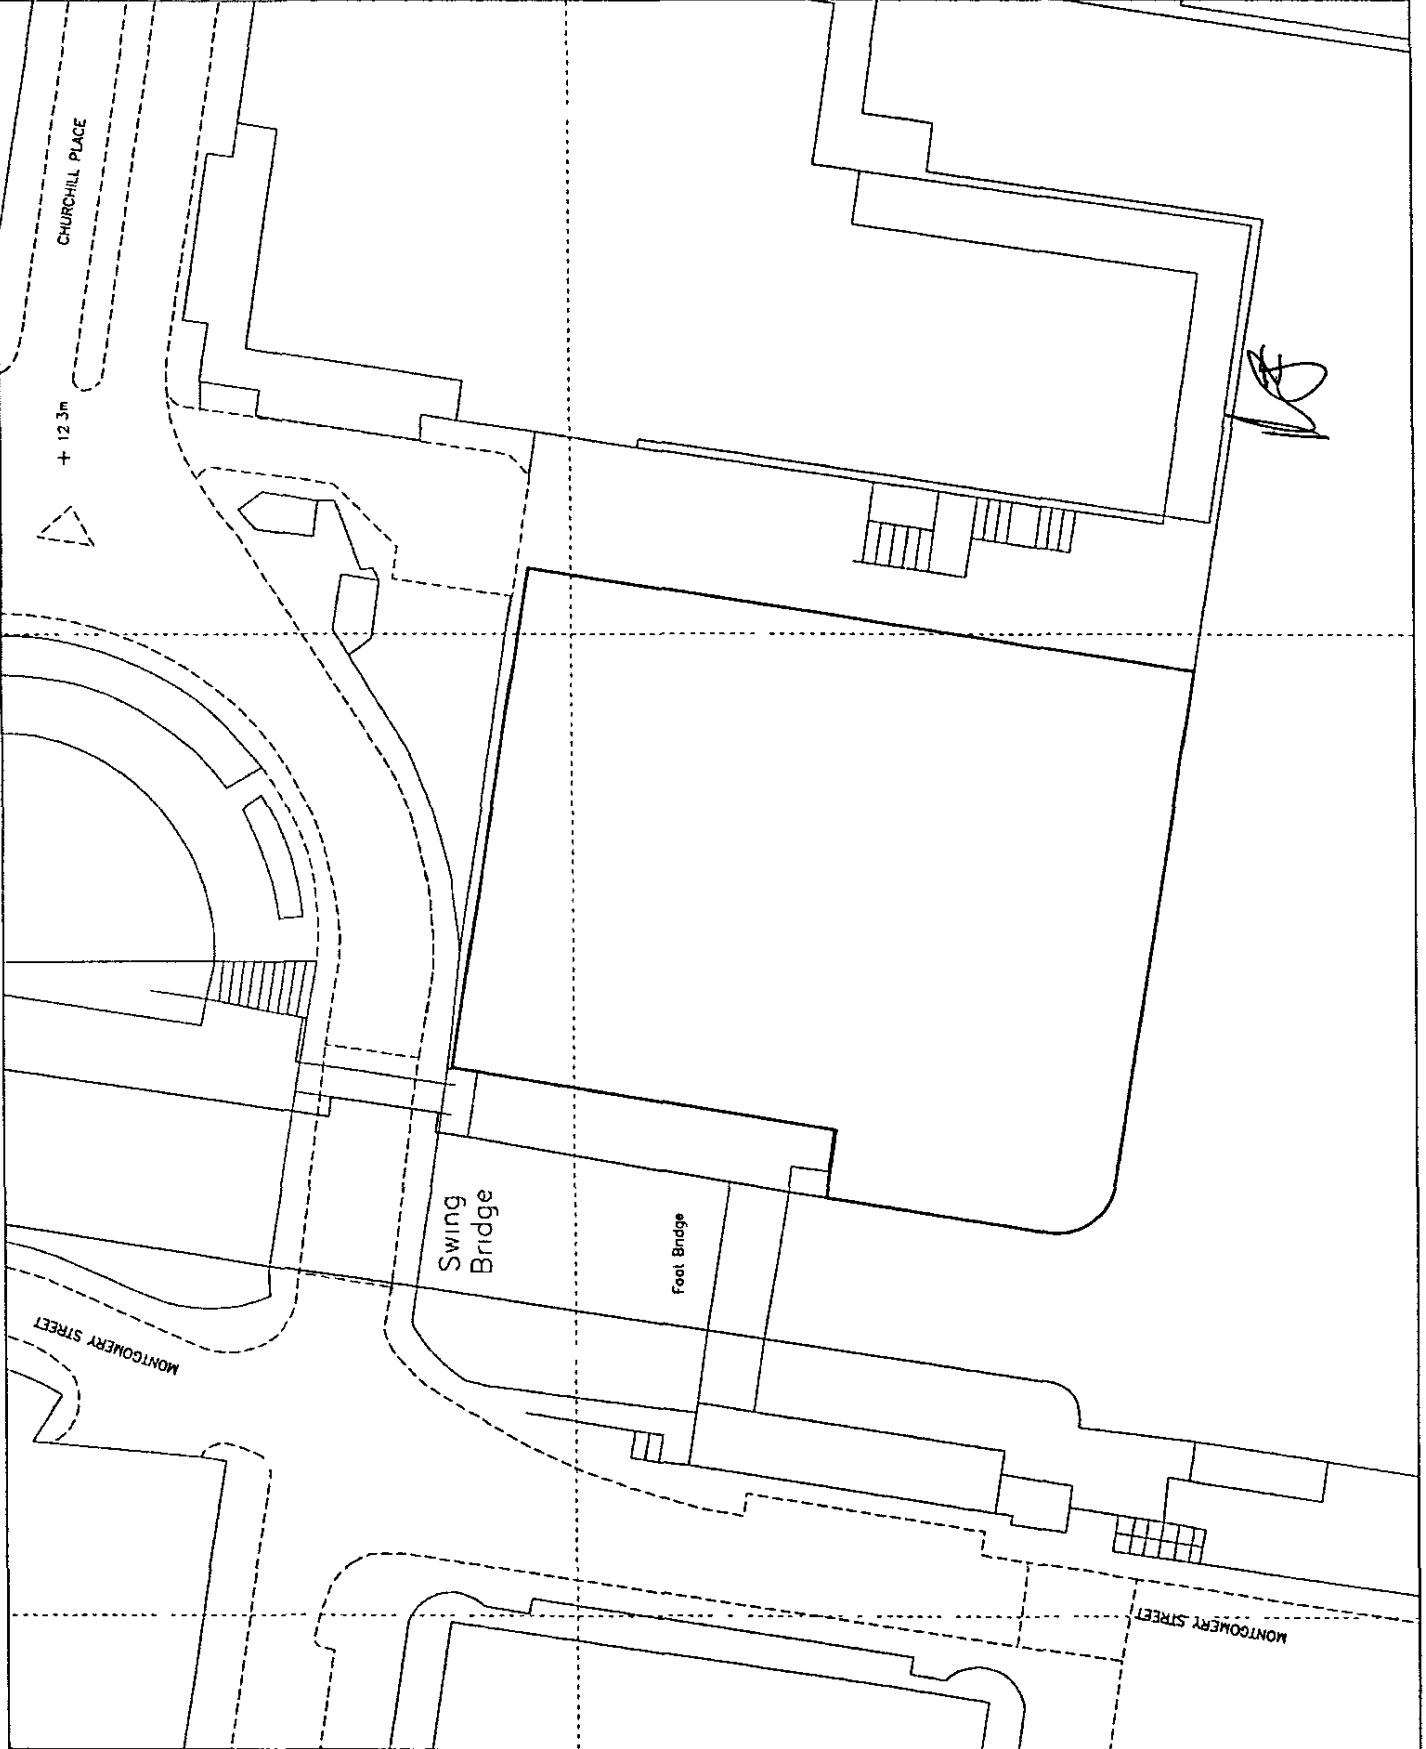 CHURCHILL PLACE
+ 12 3m
Swing
Bridge
Foot Bridge
MONTGOMERY STREET
MONTGOMERY STREET